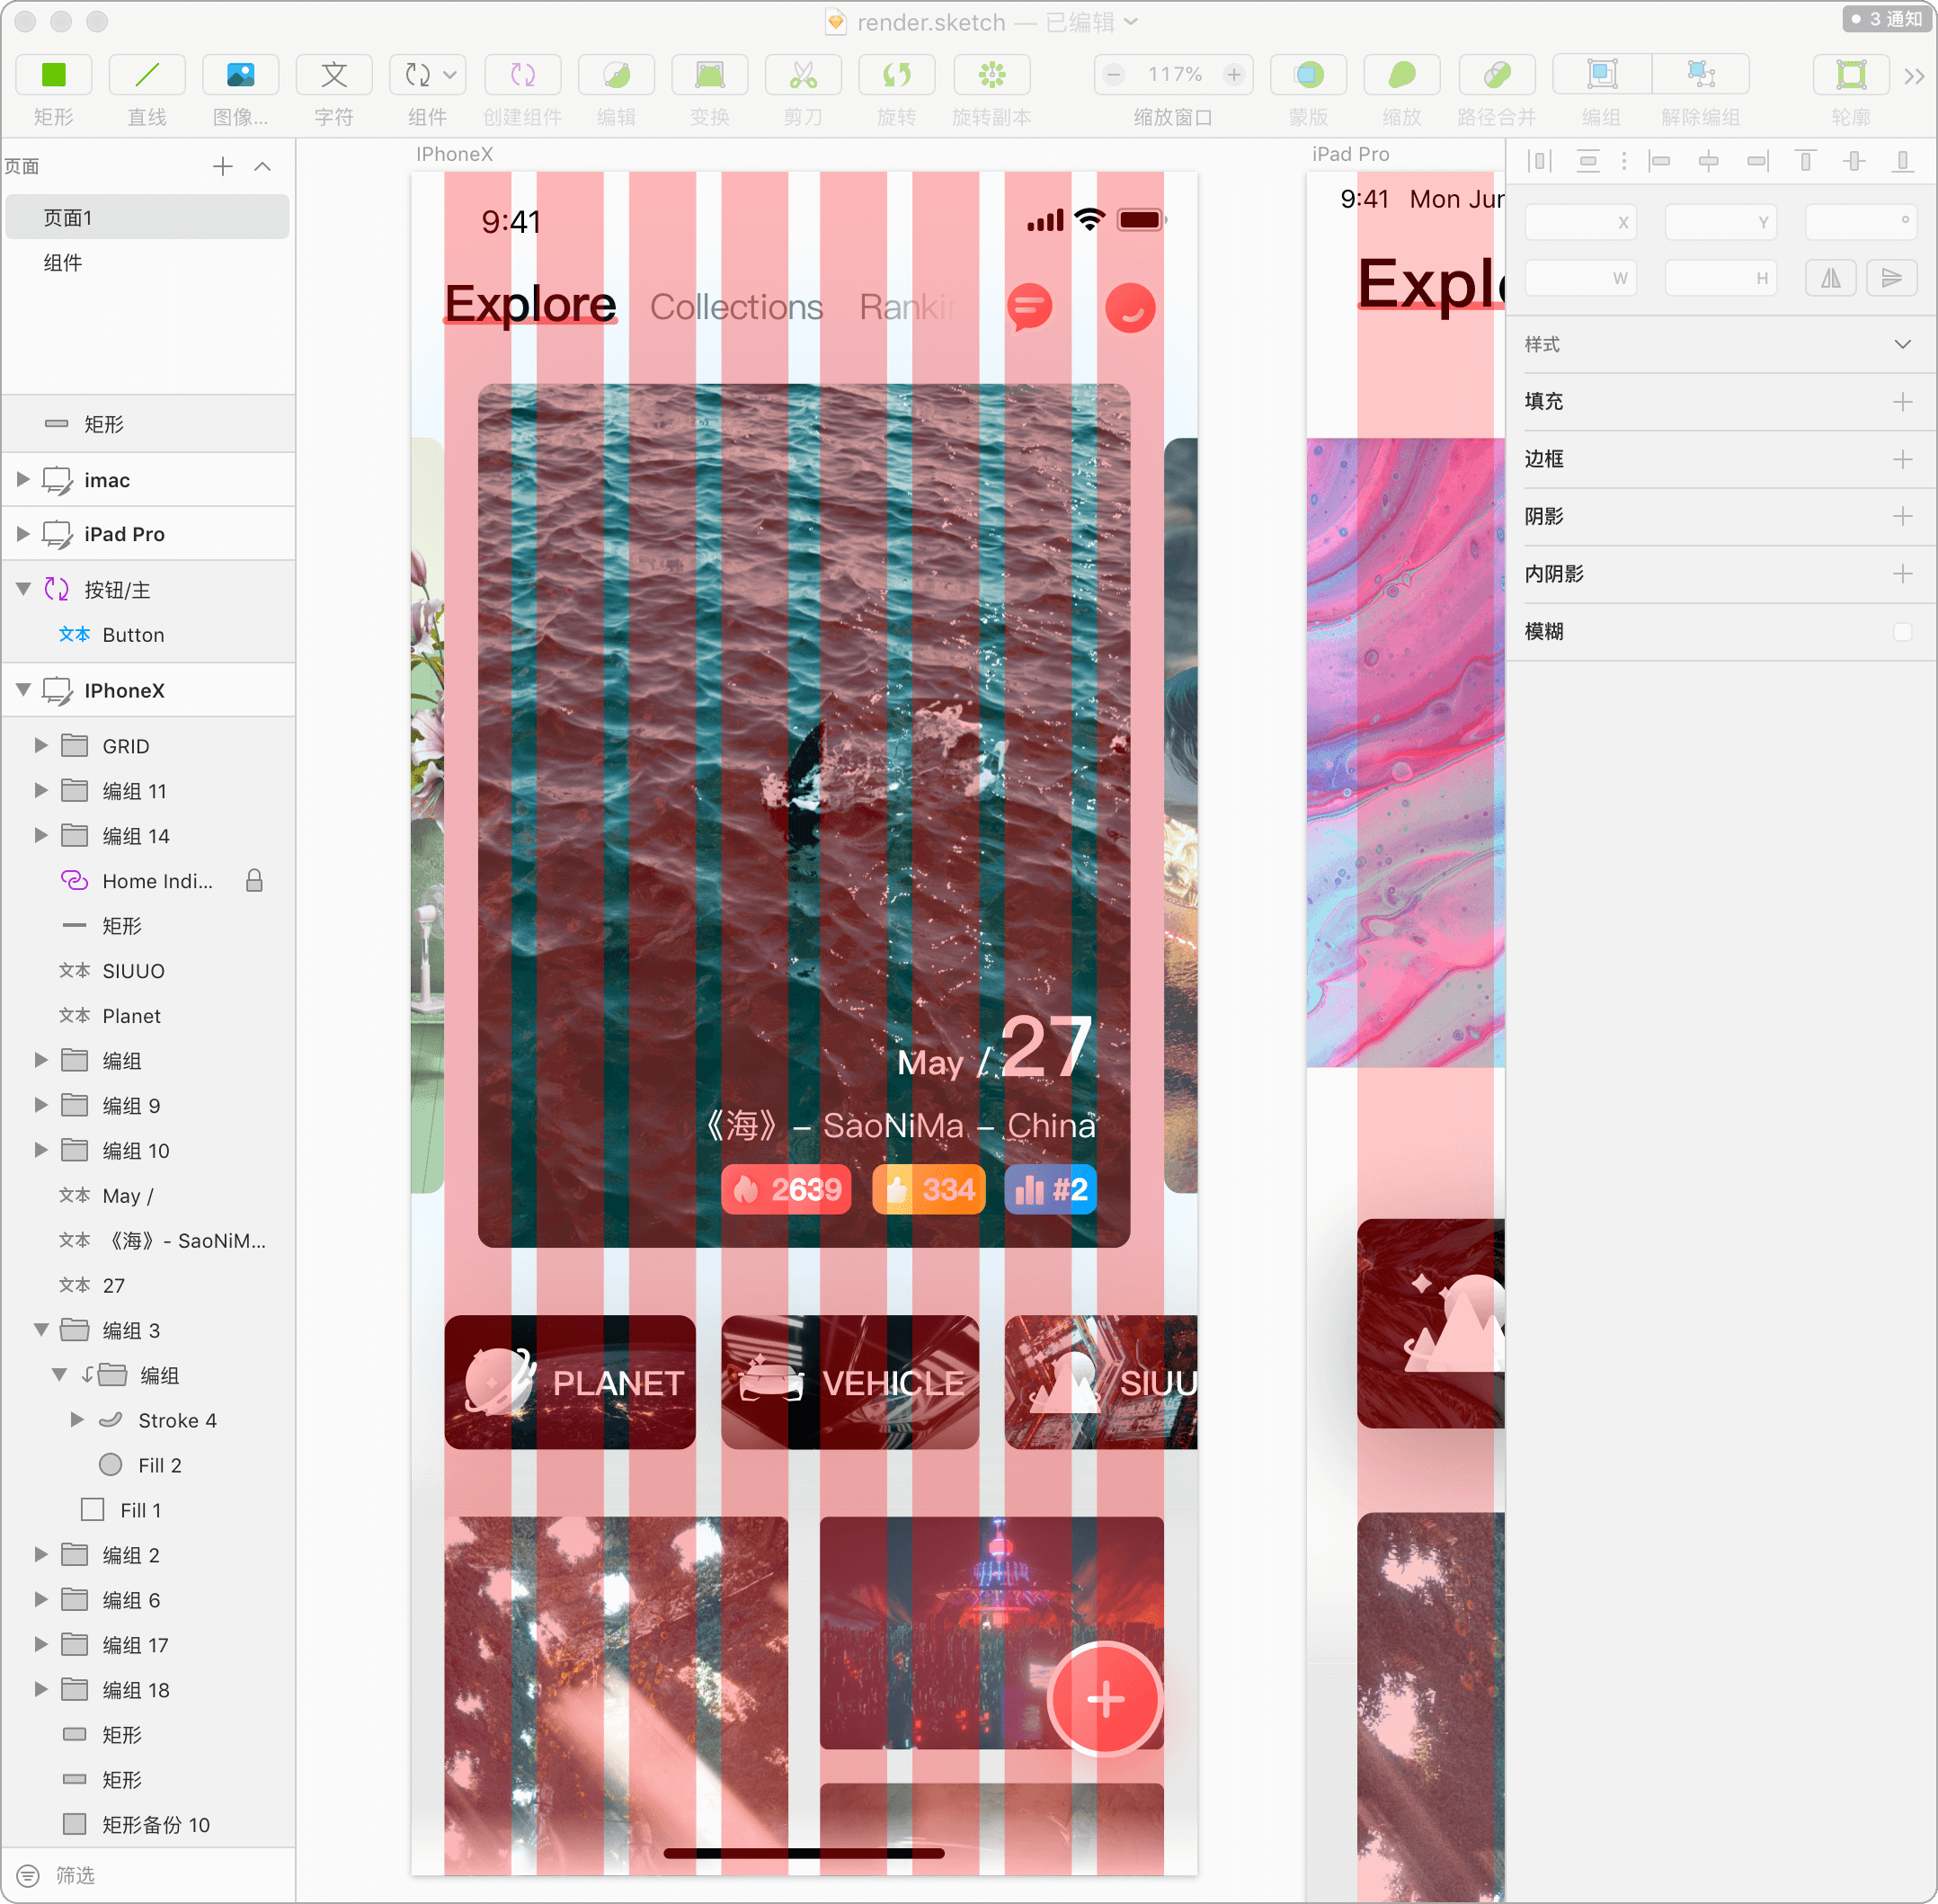 render.sketch — 已编辑
3 通知
矩形
直线
图像...
字符
组件
创建组件
编辑
变换
剪刀
旋转
旋转副本
117%
缩放窗口
蒙版
缩放
路径合并
编组
解除编组
轮廓
页面
页面1
组件
矩形
imac
iPad Pro
按钮/主
文本 Button
IPhoneX
GRID
编组 11
编组 14
Home Indi...
矩形
文本 SIUUO
文本 Planet
编组
编组 9
编组 10
文本 May /
文本 《海》- SaoNiM...
文本 27
编组 3
编组
Stroke 4
Fill 2
Fill 1
编组 2
编组 6
编组 17
编组 18
矩形
矩形
矩形备份 10
筛选
IPhoneX
9:41
Explore Collections Rankin
May / 27
《海》– SaoNiMa – China
2639 334 #2
PLANET VEHICLE SIUU
iPad Pro
9:41 Mon Jun
Explo
X Y °
W H
样式
填充
边框
阴影
内阴影
模糊